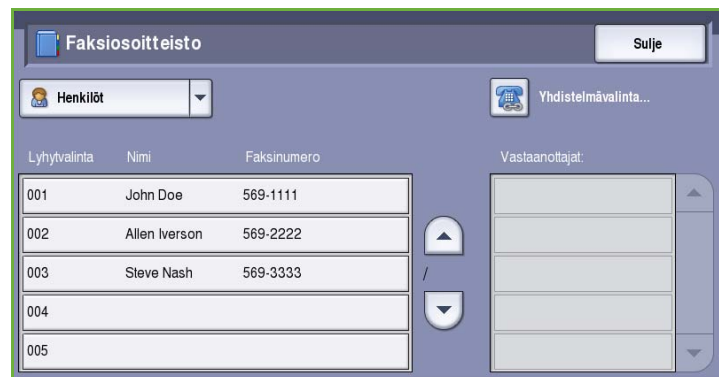 Faksiosoitteisto
Sulje
Henkilöt
Yhdistelmävalinta...
Lyhytvalinta Nimi Faksinumero
Vastaanottajat:
001 John Doe 569-1111
002 Allen Iverson 569-2222
003 Steve Nash 569-3333
/
004
005